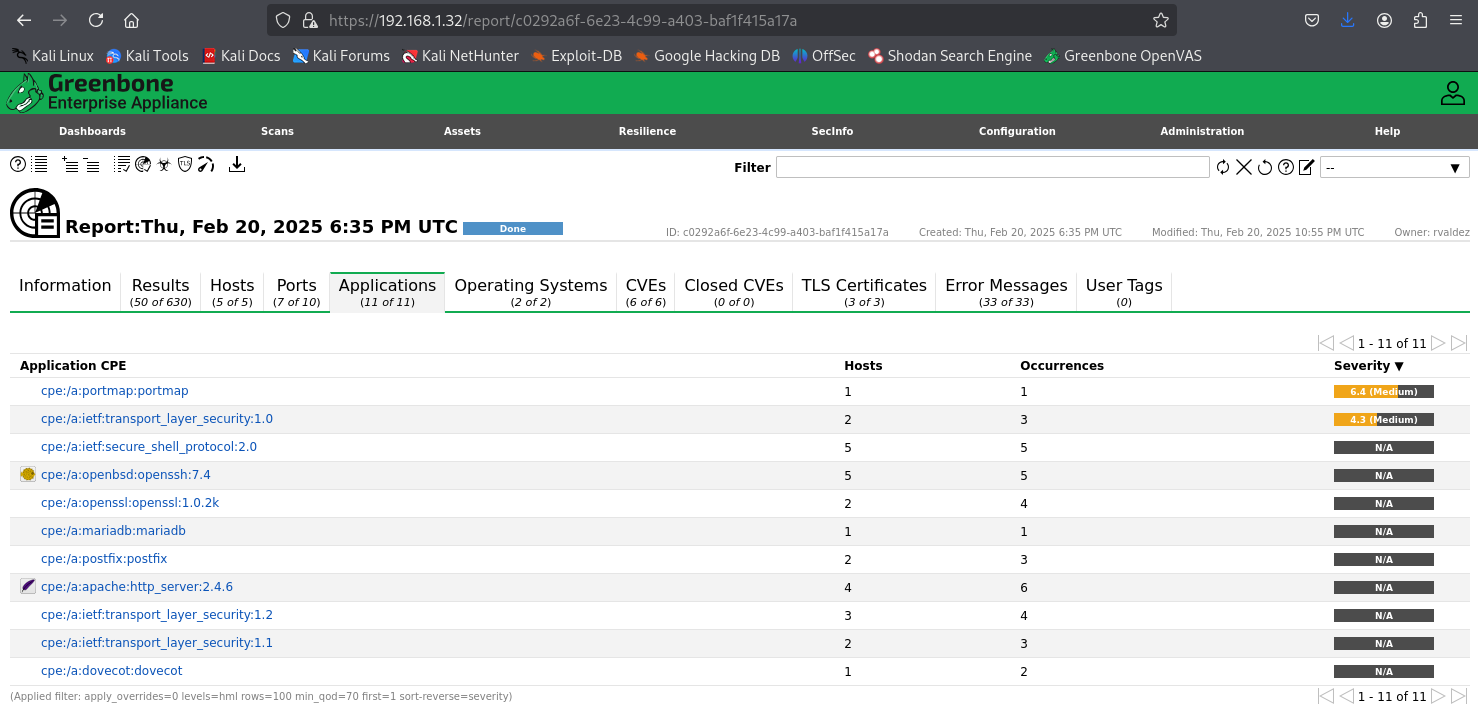 https://192.168.1.32/report/c0292a6f-6e23-4c99-a403-baf1f415a17a
Kali Linux Kali Tools Kali Docs Kali Forums Kali NetHunter Exploit-DB Google Hacking DB OffSec Shodan Search Engine Greenbone OpenVAS
Greenbone
Enterprise Appliance
Dashboards Scans Assets Resilience SecInfo Configuration Administration Help
TLS Filter --
Report:Thu, Feb 20, 2025 6:35 PM UTC Done ID: c0292a6f-6e23-4c99-a403-baf1f415a17a Created: Thu, Feb 20, 2025 6:35 PM UTC Modified: Thu, Feb 20, 2025 10:55 PM UTC Owner: rvaldez
Information Results Hosts Ports Applications Operating Systems CVEs Closed CVEs TLS Certificates Error Messages User Tags
(50 of 630) (5 of 5) (7 of 10) (11 of 11) (2 of 2) (6 of 6) (0 of 0) (3 of 3) (33 of 33) (0)
1 - 11 of 11
Application CPE Hosts Occurrences Severity ▼
cpe:/a:portmap:portmap 1 1 6.4 (Medium)
cpe:/a:ietf:transport_layer_security:1.0 2 3 4.3 (Medium)
cpe:/a:ietf:secure_shell_protocol:2.0 5 5 N/A
cpe:/a:openbsd:openssh:7.4 5 5 N/A
cpe:/a:openssl:openssl:1.0.2k 2 4 N/A
cpe:/a:mariadb:mariadb 1 1 N/A
cpe:/a:postfix:postfix 2 3 N/A
cpe:/a:apache:http_server:2.4.6 4 6 N/A
cpe:/a:ietf:transport_layer_security:1.2 3 4 N/A
cpe:/a:ietf:transport_layer_security:1.1 2 3 N/A
cpe:/a:dovecot:dovecot 1 2 N/A
(Applied filter: apply_overrides=0 levels=hml rows=100 min_qod=70 first=1 sort-reverse=severity) 1 - 11 of 11